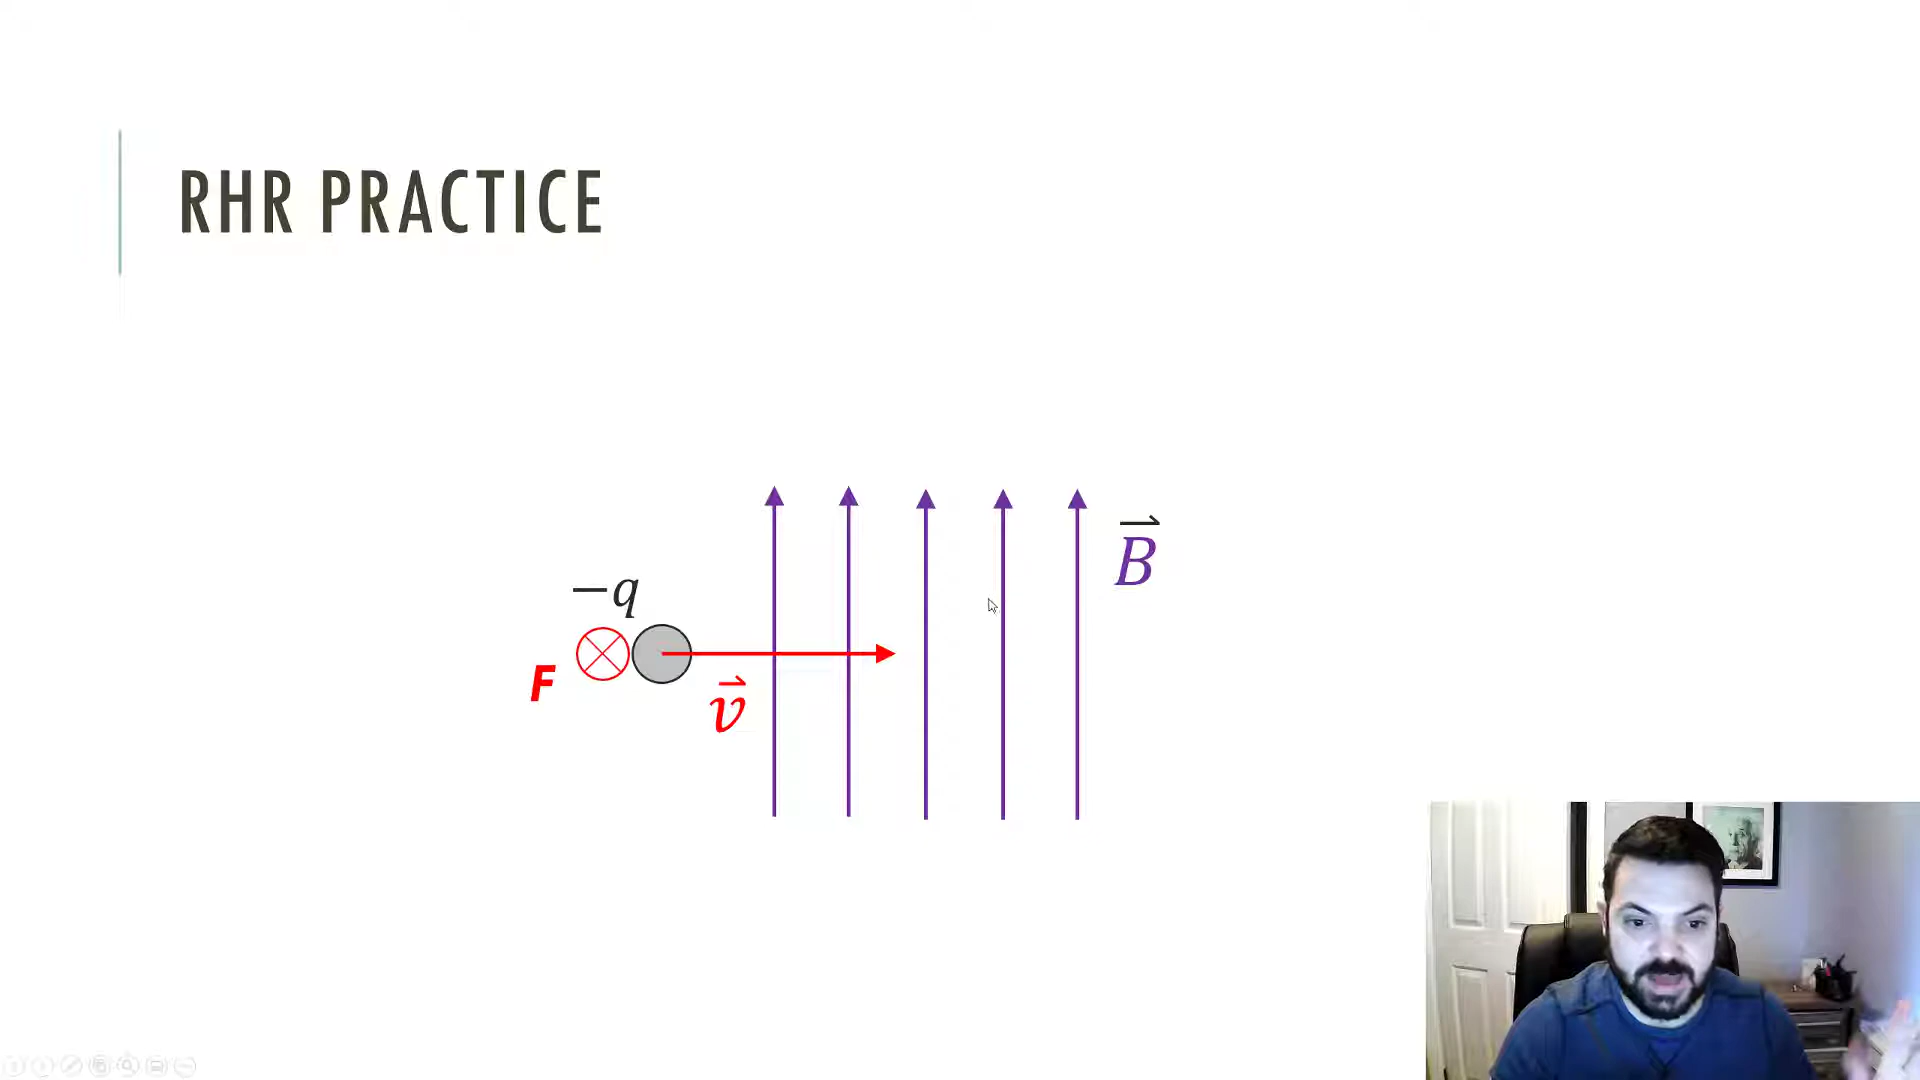 RHR PRACTICE
−q
F
v⃗
B⃗